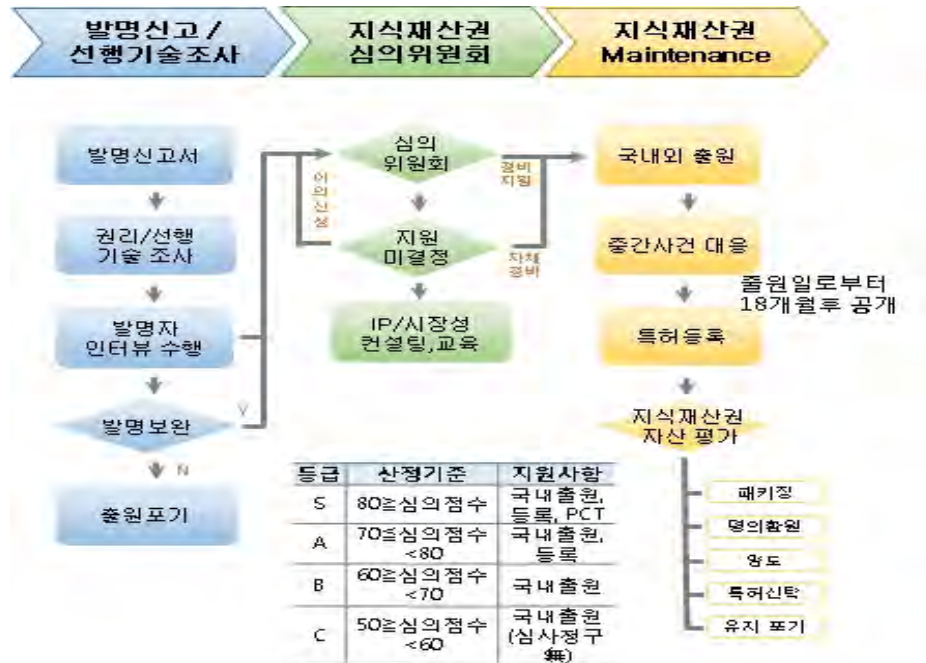 발명신고/
선행기술조사
지식재산권
심의위원회
지식재산권
Maintenance
발명신고서
권리/선행
기술 조사
발명자
인터뷰 수행
발명보완
Y
N
출원포기
심의
위원회
이의신청
경비
지원
지원
미결정
자체
경비
IP/시장성
컨설팅,교육
국내외 출원
중간사건 대응
출원일로부터
18개월후 공개
특허등록
지식재산권
자산 평가
패키징
명의환원
양도
특허신탁
유지 포기
등급 산정기준 지원사항
S 80≧심의점수 국내출원,
등록, PCT
A 70≧심의점수
<80 국내출원,
등록
B 60≧심의점수
<70 국내출원
C 50≧심의점수
<60 국내출원
(심사청구
無)